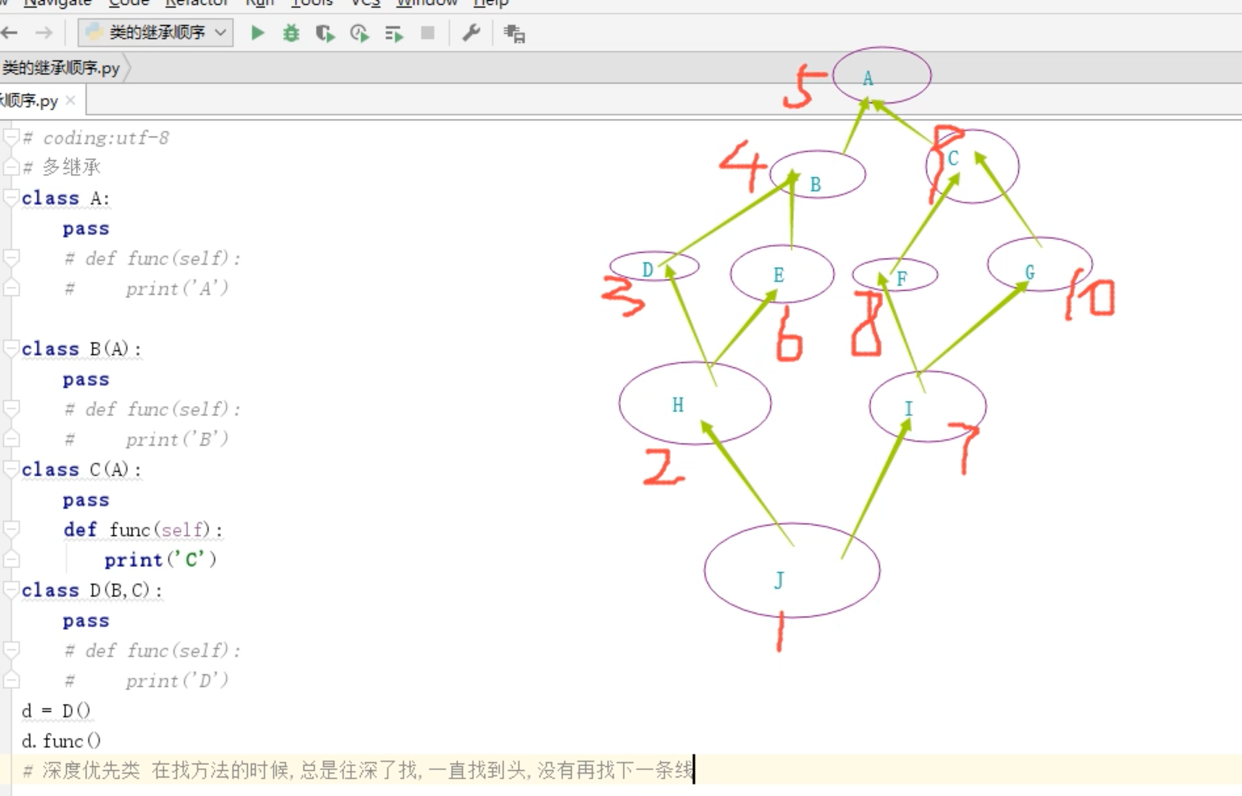 Navigate Code Refactor Run Tools VCS Window Help
类的继承顺序
类的继承顺序.py
顺序.py ×
# coding:utf-8
# 多继承
class A:
pass
# def func(self):
# print('A')
class B(A):
pass
# def func(self):
# print('B')
class C(A):
pass
def func(self):
print('C')
class D(B,C):
pass
# def func(self):
# print('D')
d = D()
d.func()
# 深度优先类 在找方法的时候,总是往深了找,一直找到头,没有再找下一条线
5 A
4 B
C
3 D
E
6
F
8
G
10
H
2
I
7
J
1